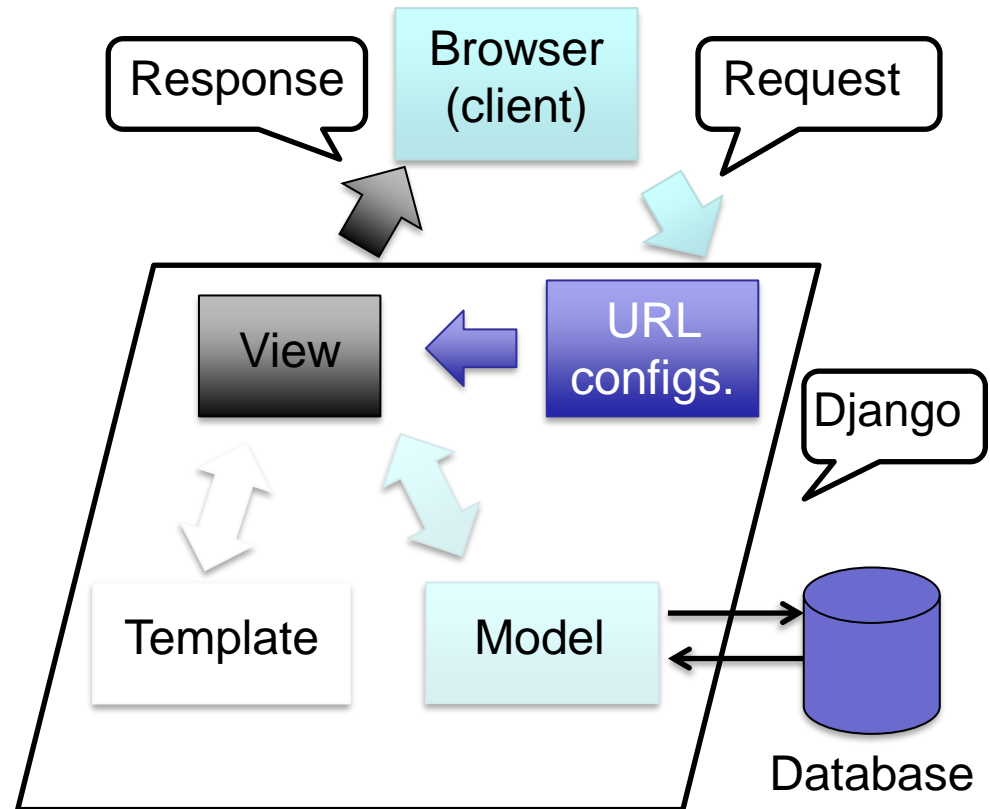 Response
Browser
(client)
Request
View
URL
configs.
Django
Template
Model
Database